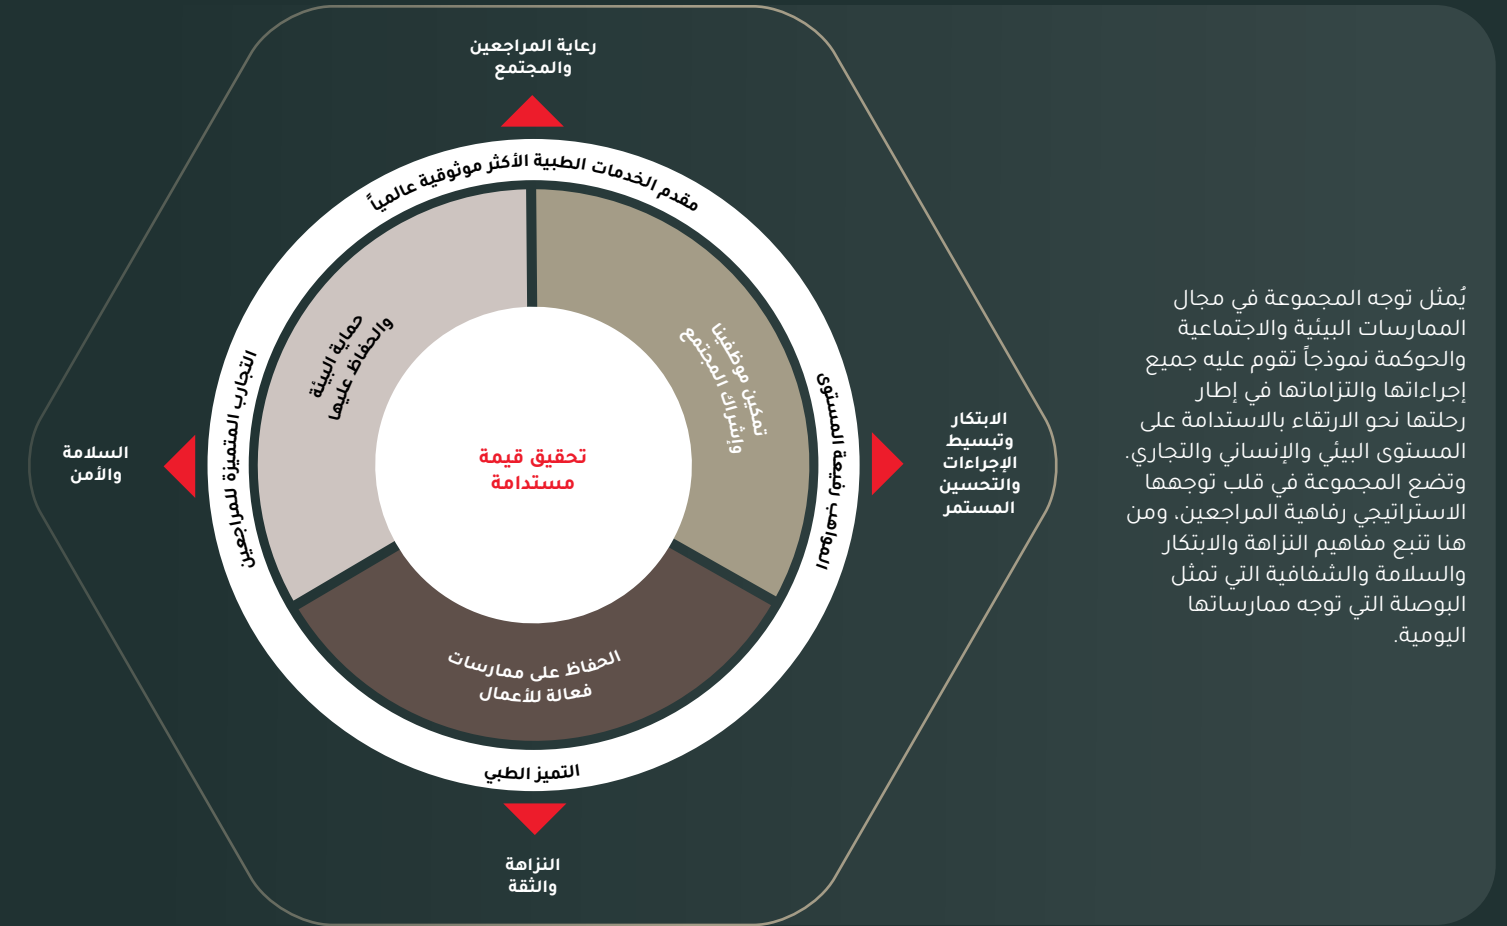 يُمثل توجه المجموعة في مجال
الممارسات البيئية والاجتماعية
والحوكمة نموذجاً تقوم عليه جميع
إجراءاتها والتزاماتها في إطار
رحلتها نحو الارتقاء بالاستدامة على
المستوى البيئي والإنساني والتجاري.
وتضع المجموعة في قلب توجهها
الاستراتيجي رفاهية المراجعين، ومن
هنا تنبع مفاهيم النزاهة والابتكار
والسلامة والشفافية التي تمثل
البوصلة التي توجه ممارساتها
اليومية.
رعاية المراجعين
والمجتمع
مقدم الخدمات الطبية الأكثر موثوقية عالمياً
الابتكار
وتبسيط
الإجراءات
والتحسين
المستمر
المواهب رفيعة المستوى
تمكين موظفينا
وإشراك المجتمع
تحقيق قيمة
مستدامة
حماية البيئة
والحفاظ عليها
التجارب المتميزة للمراجعين
السلامة
والأمن
الحفاظ على ممارسات
فعالة للأعمال
التميز الطبي
النزاهة
والثقة